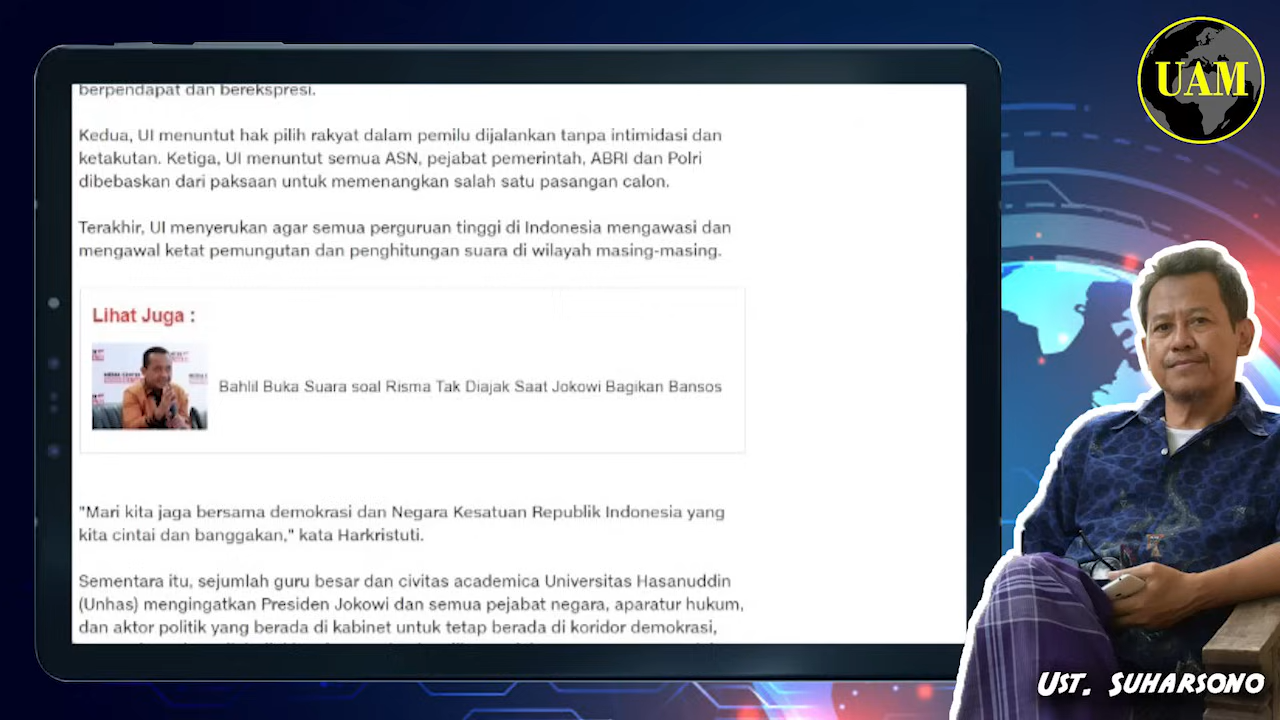 berpendapat dan berekspresi.
Kedua, UI menuntut hak pilih rakyat dalam pemilu dijalankan tanpa intimidasi dan
ketakutan. Ketiga, UI menuntut semua ASN, pejabat pemerintah, ABRI dan Polri
dibebaskan dari paksaan untuk memenangkan salah satu pasangan calon.
Terakhir, UI menyerukan agar semua perguruan tinggi di Indonesia mengawasi dan
mengawal ketat pemungutan dan penghitungan suara di wilayah masing-masing.
Lihat Juga :
Bahlil Buka Suara soal Risma Tak Diajak Saat Jokowi Bagikan Bansos
"Mari kita jaga bersama demokrasi dan Negara Kesatuan Republik Indonesia yang
kita cintai dan banggakan," kata Harkristuti.
Sementara itu, sejumlah guru besar dan civitas academica Universitas Hasanuddin
(Unhas) mengingatkan Presiden Jokowi dan semua pejabat negara, aparatur hukum,
dan aktor politik yang berada di kabinet untuk tetap berada di koridor demokrasi,
UAM
UST. SUHARSONO